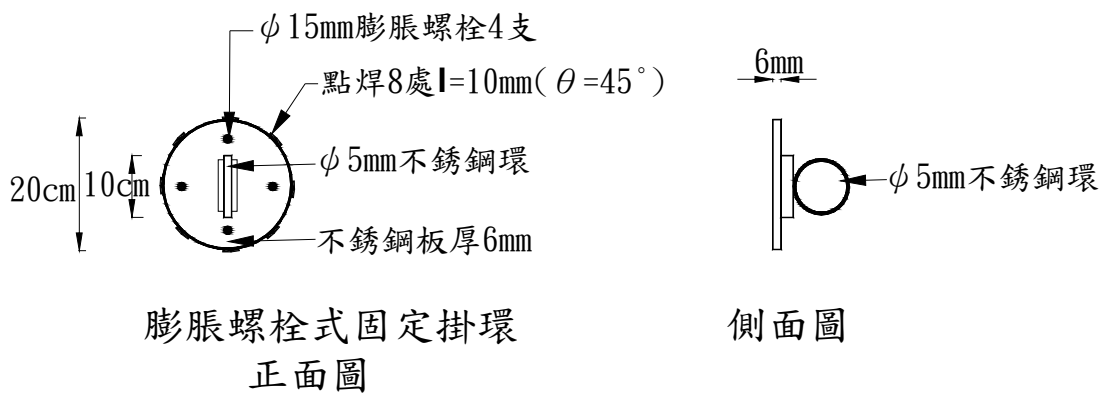 ψ15mm膨脹螺栓4支
點焊8處l=10mm(θ=45°)
ψ5mm不銹鋼環
20cm
10cm
不銹鋼板厚6mm
膨脹螺栓式固定掛環
正面圖
6mm
ψ5mm不銹鋼環
側面圖